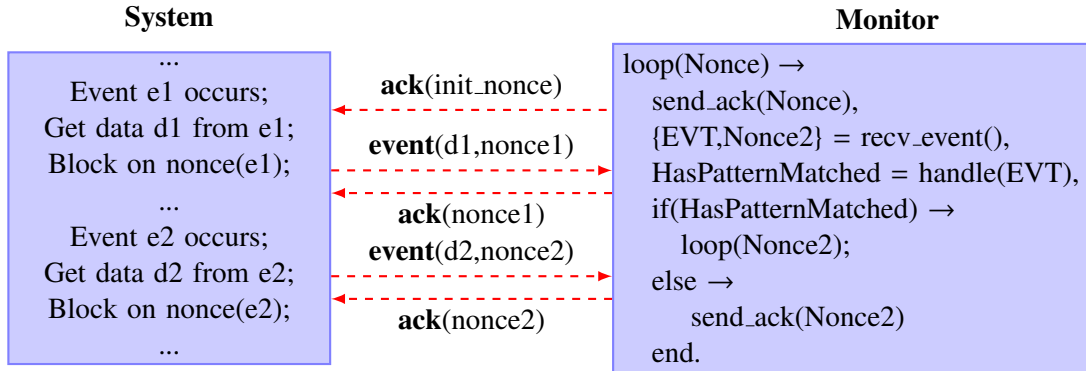 System
...
Event e1 occurs;
Get data d1 from e1;
Block on nonce(e1);
...
Event e2 occurs;
Get data d2 from e2;
Block on nonce(e2);
...
ack(init_nonce)
event(d1,nonce1)
ack(nonce1)
event(d2,nonce2)
ack(nonce2)
Monitor
loop(Nonce) →
send_ack(Nonce),
{EVT,Nonce2} = recv_event(),
HasPatternMatched = handle(EVT),
if(HasPatternMatched) →
loop(Nonce2);
else →
send_ack(Nonce2)
end.